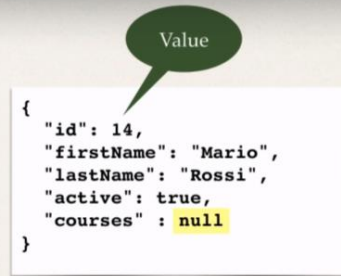 Value
{
"id": 14,
"firstName": "Mario",
"lastName": "Rossi",
"active": true,
"courses" : null
}